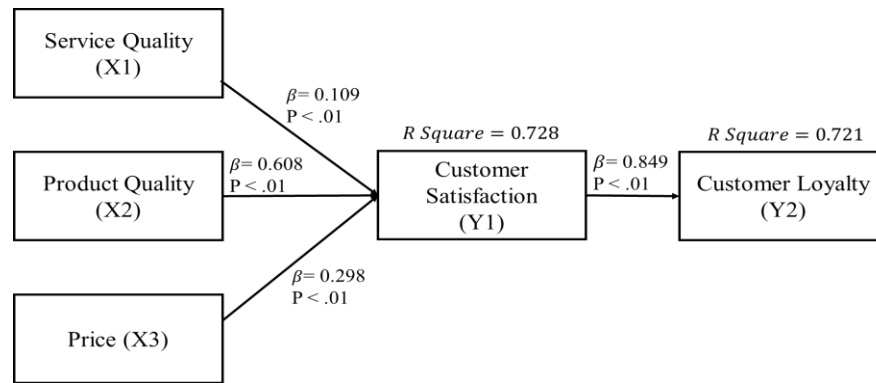 Service Quality
(X1)
β= 0.109
P < .01
R Square = 0.728
R Square = 0.721
Product Quality
(X2)
β= 0.608
P < .01
Customer
Satisfaction
(Y1)
β= 0.849
P < .01
Customer Loyalty
(Y2)
β= 0.298
P < .01
Price (X3)